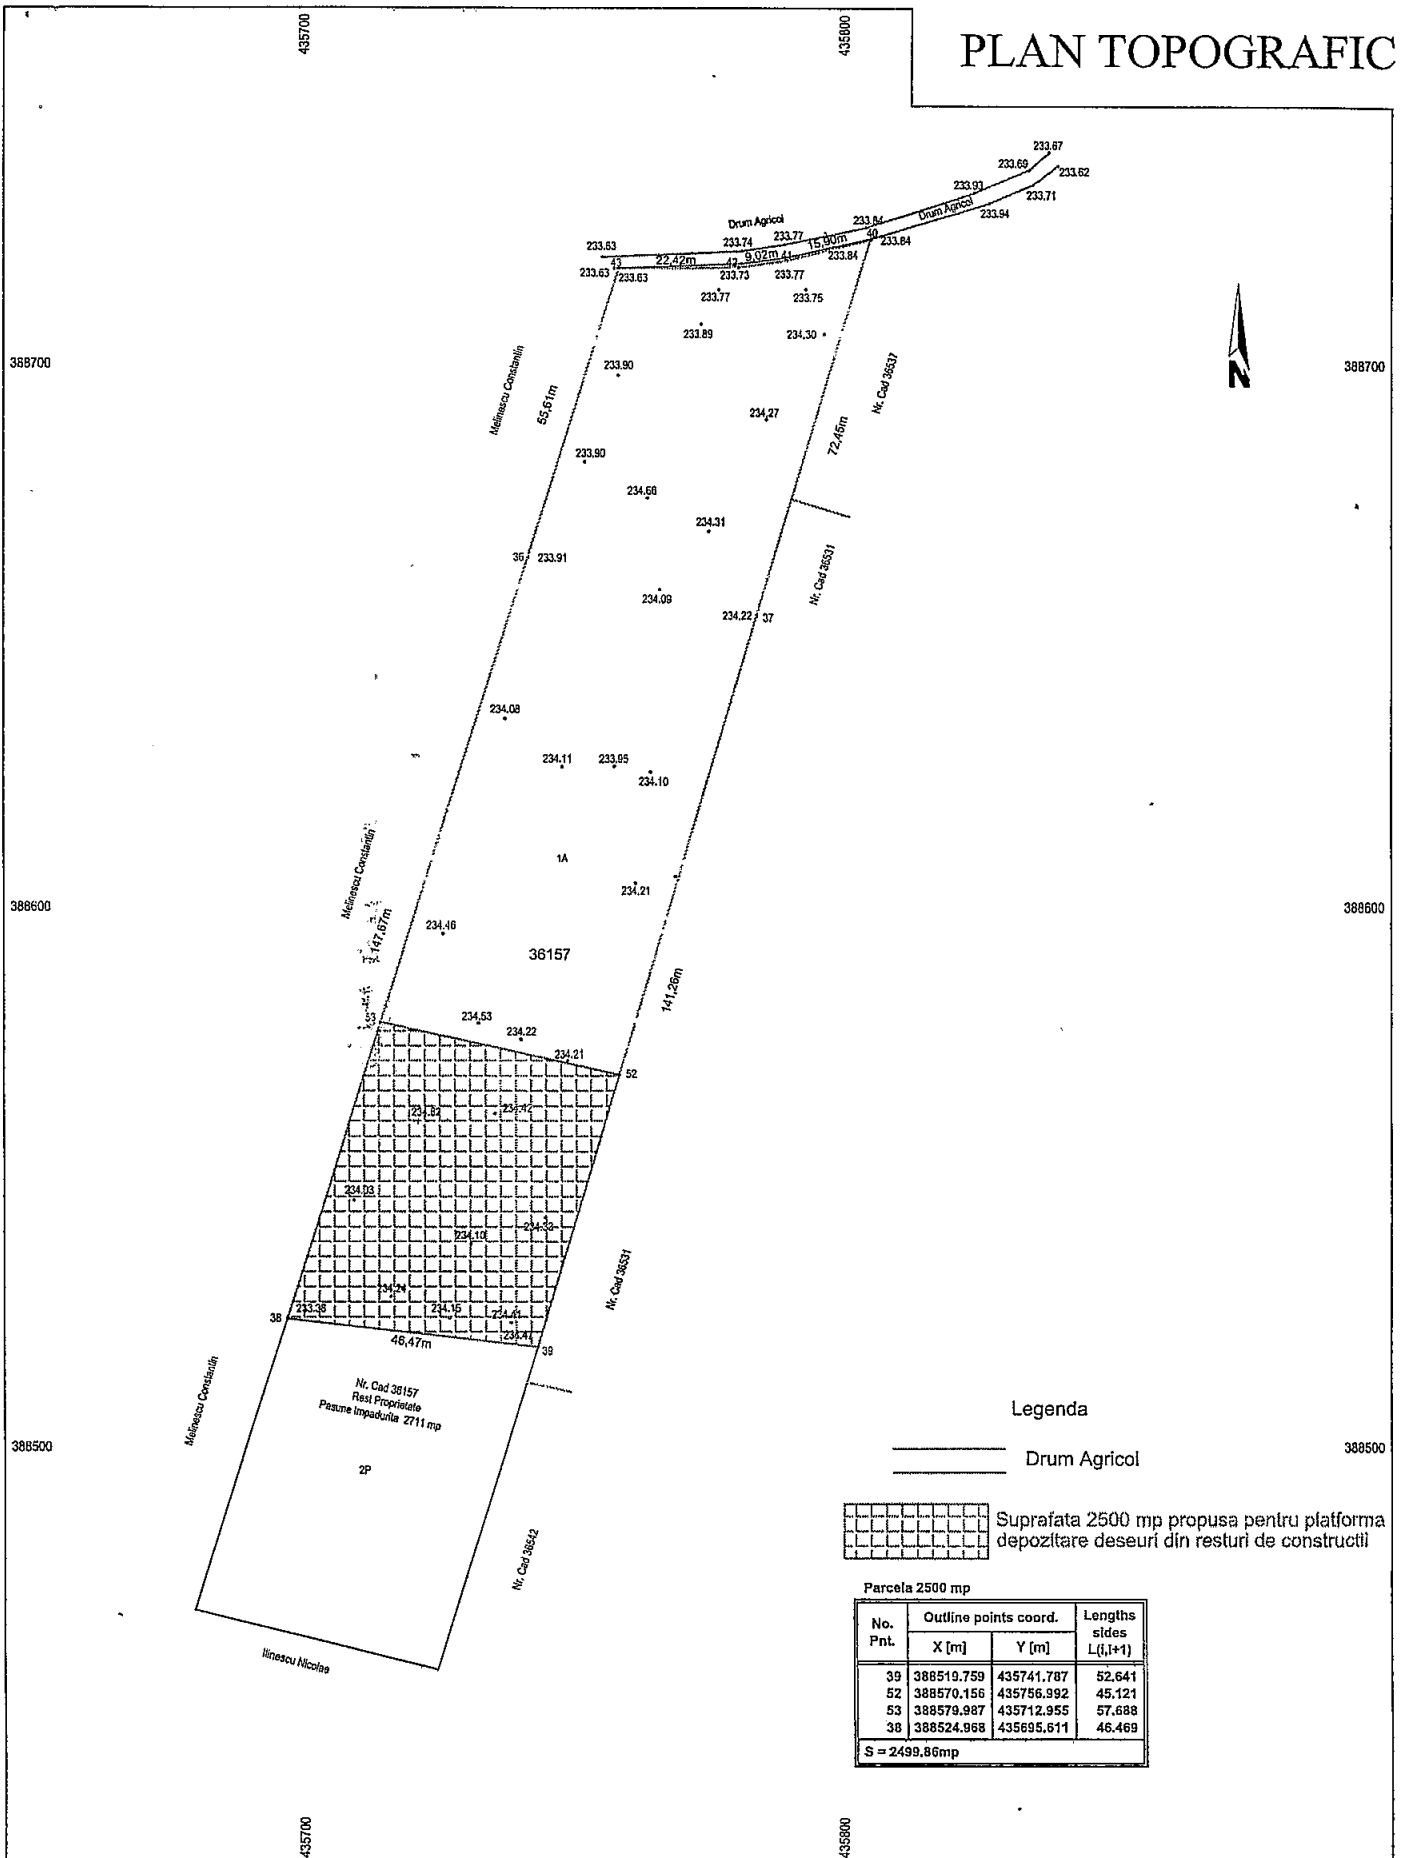 435700
435800
PLAN TOPOGRAFIC
233.67
233.69
233.62
233.93
233.71
Drum Agricol
Drum Agricol
233.94
233.84
233.63
233.74
233.77
15,90m
40
233.84
43
22,42m
42
9,02m
41
233.84
233.63
233.63
233.73
233.77
233.77
233.75
233.89
234.30
388700
388700
Melinescu Constantin
233.90
55,61m
Nr. Cad 36537
234.27
72,45m
233.90
234.66
234.31
36
233.91
Nr. Cad 36531
234.09
234.22
37
234.08
234.11
233.95
234.10
Melinescu Constantin
1A
234.21
388600
388600
147,67m
234.46
36157
141,26m
53
234.53
234.22
234.21
52
234.82
234.42
234.03
234.33
234.10
Nr. Cad 36531
234.24
38
233.38
234.15
234.41
46,47m
39
Melinescu Constantin
Nr. Cad 36157
Rest Proprietate
Pasune Impadurita 2711 mp
2P
388500
388500
Nr. Cad 36542
Ilinescu Nicolae
Legenda
Drum Agricol
Suprafata 2500 mp propusa pentru platforma
depozitare deseuri din resturi de constructii
Parcela 2500 mp
No. Pnt. Outline points coord. Lengths sides L(i,i+1)
X [m] Y [m]
39 388519.759 435741.787 52.641
52 388570.156 435756.992 45.121
53 388579.987 435712.955 57.688
38 388524.968 435695.611 46.469
S = 2499.86mp
435700
435800